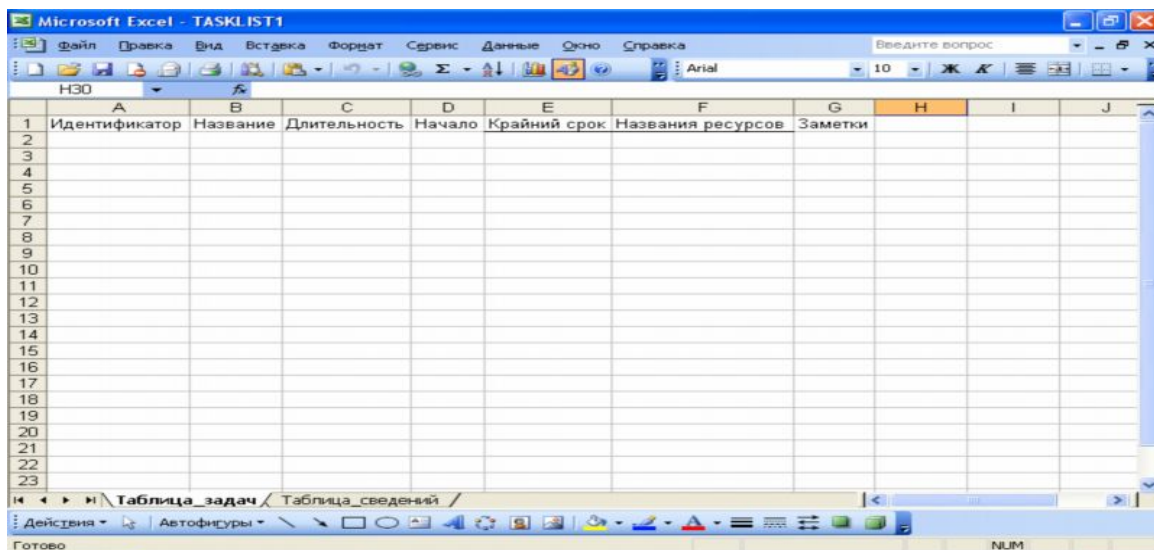 Microsoft Excel - TASKLIST1
Файл Правка Вид Вставка Формат Сервис Данные Окно Справка Введите вопрос
Arial 10 Ж К
H30 fx
A B C D E F G H I J
1 Идентификатор Название Длительность Начало Крайний срок Названия ресурсов Заметки
2
3
4
5
6
7
8
9
10
11
12
13
14
15
16
17
18
19
20
21
22
23
Таблица_задач Таблица_сведений
Действия Автофигуры
Готово NUM